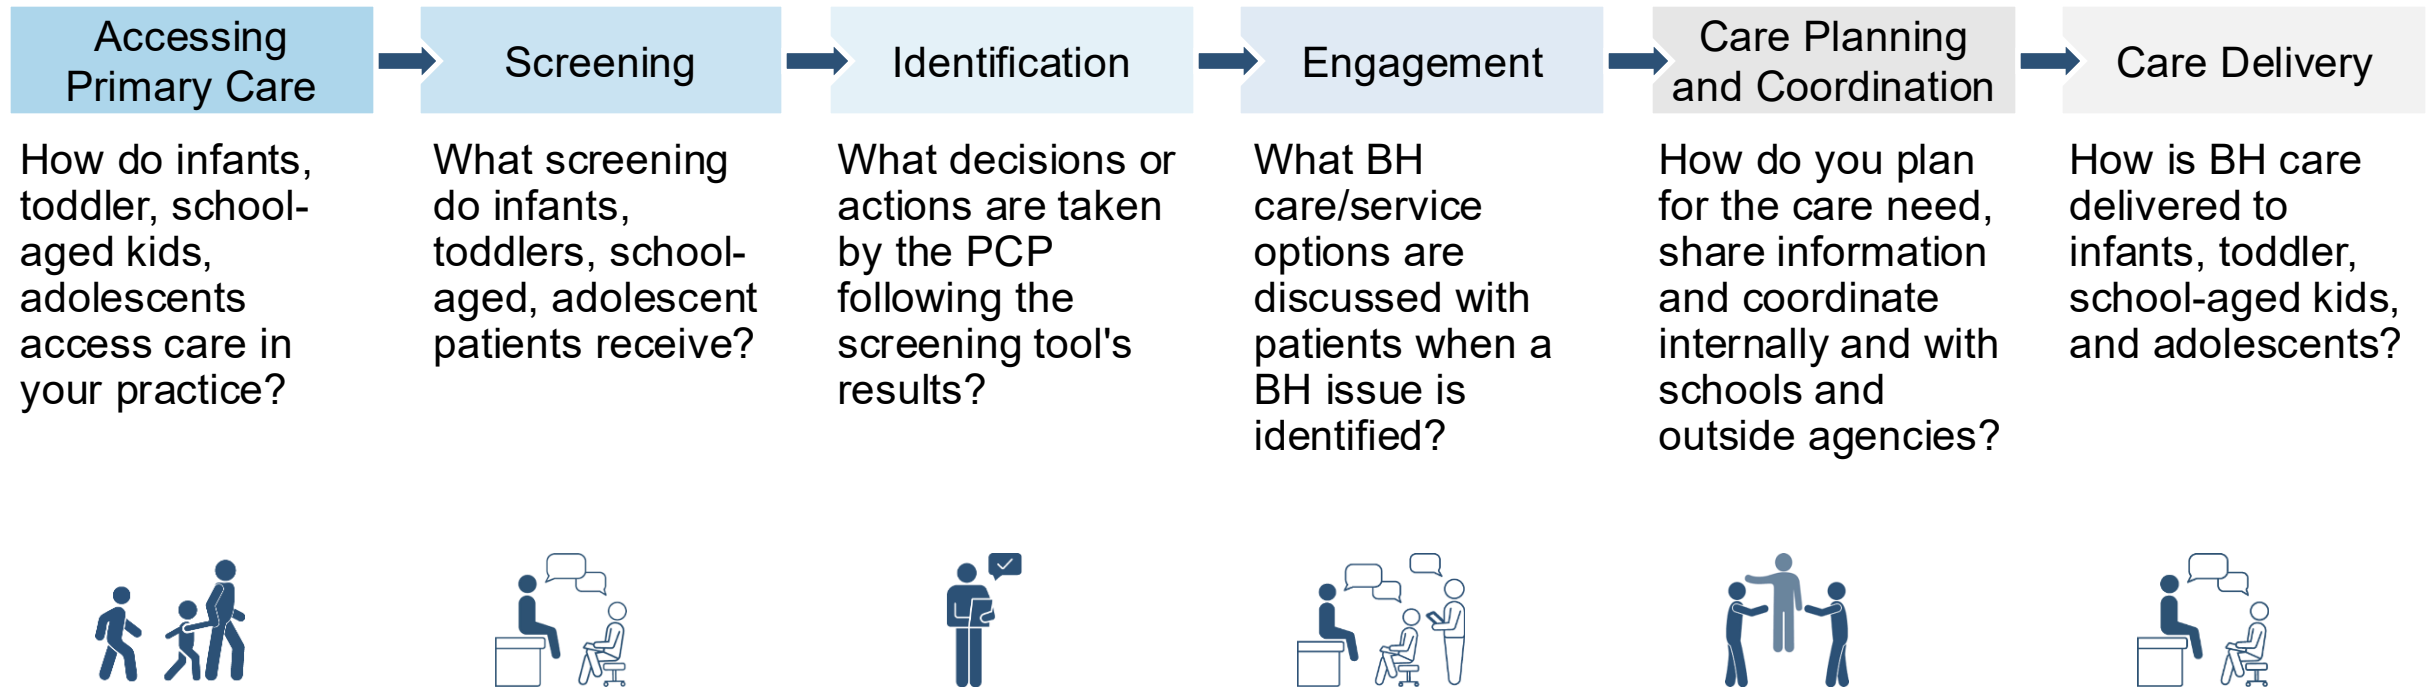 Accessing
Primary Care
Screening
Identification
Engagement
Care Planning
and Coordination
Care Delivery
How do infants,
toddler, school-
aged kids,
adolescents
access care in
your practice?
What screening
do infants,
toddlers, school-
aged, adolescent
patients receive?
What decisions or
actions are taken
by the PCP
following the
screening tool's
results?
What BH
care/service
options are
discussed with
patients when a
BH issue is
identified?
How do you plan
for the care need,
share information
and coordinate
internally and with
schools and
outside agencies?
How is BH care
delivered to
infants, toddler,
school-aged kids,
and adolescents?